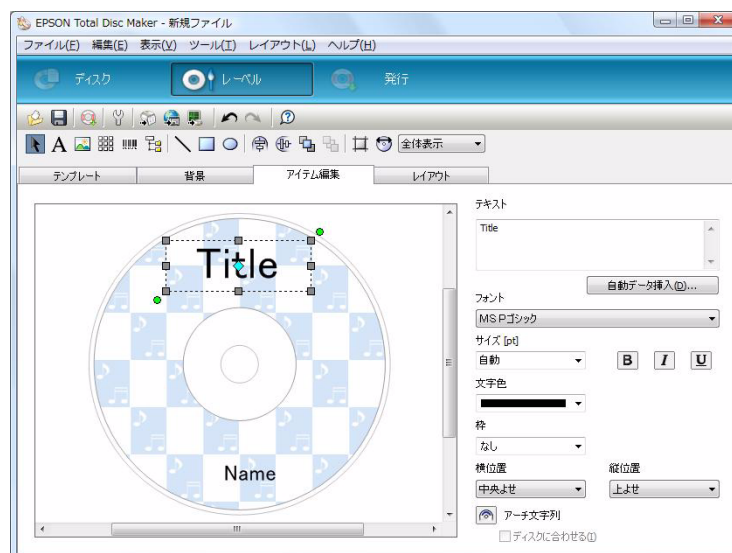 EPSON Total Disc Maker - 新規ファイル
ファイル(F) 編集(E) 表示(V) ツール(T) レイアウト(L) ヘルプ(H)
ディスク レーベル 発行
A 全体表示
テンプレート 背景 アイテム編集 レイアウト
テキスト
Title
自動データ挿入(D)...
フォント
MS Pゴシック
サイズ [pt]
自動 B I U
文字色
枠
なし
横位置 縦位置
中央よせ 上よせ
アーチ文字列
ディスクに合わせる(I)
Title
Name